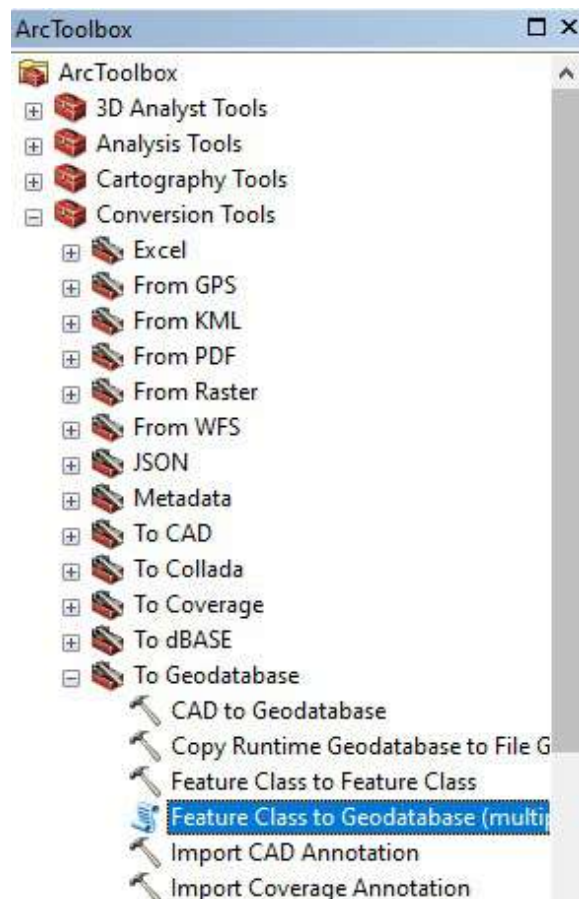 ArcToolbox
ArcToolbox
3D Analyst Tools
Analysis Tools
Cartography Tools
Conversion Tools
Excel
From GPS
From KML
From PDF
From Raster
From WFS
JSON
Metadata
To CAD
To Collada
To Coverage
To dBASE
To Geodatabase
CAD to Geodatabase
Copy Runtime Geodatabase to File G
Feature Class to Feature Class
Feature Class to Geodatabase (multip
Import CAD Annotation
Import Coverage Annotation